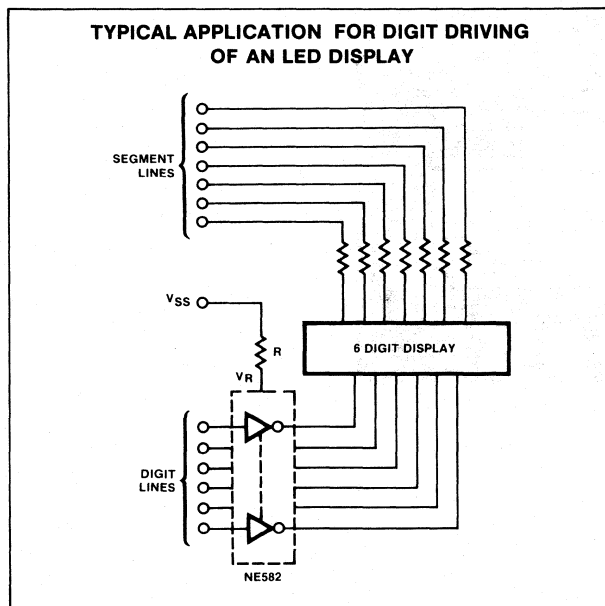 TYPICAL APPLICATION FOR DIGIT DRIVING
OF AN LED DISPLAY
SEGMENT
LINES
VSS
R
VR
6 DIGIT DISPLAY
DIGIT
LINES
NE582